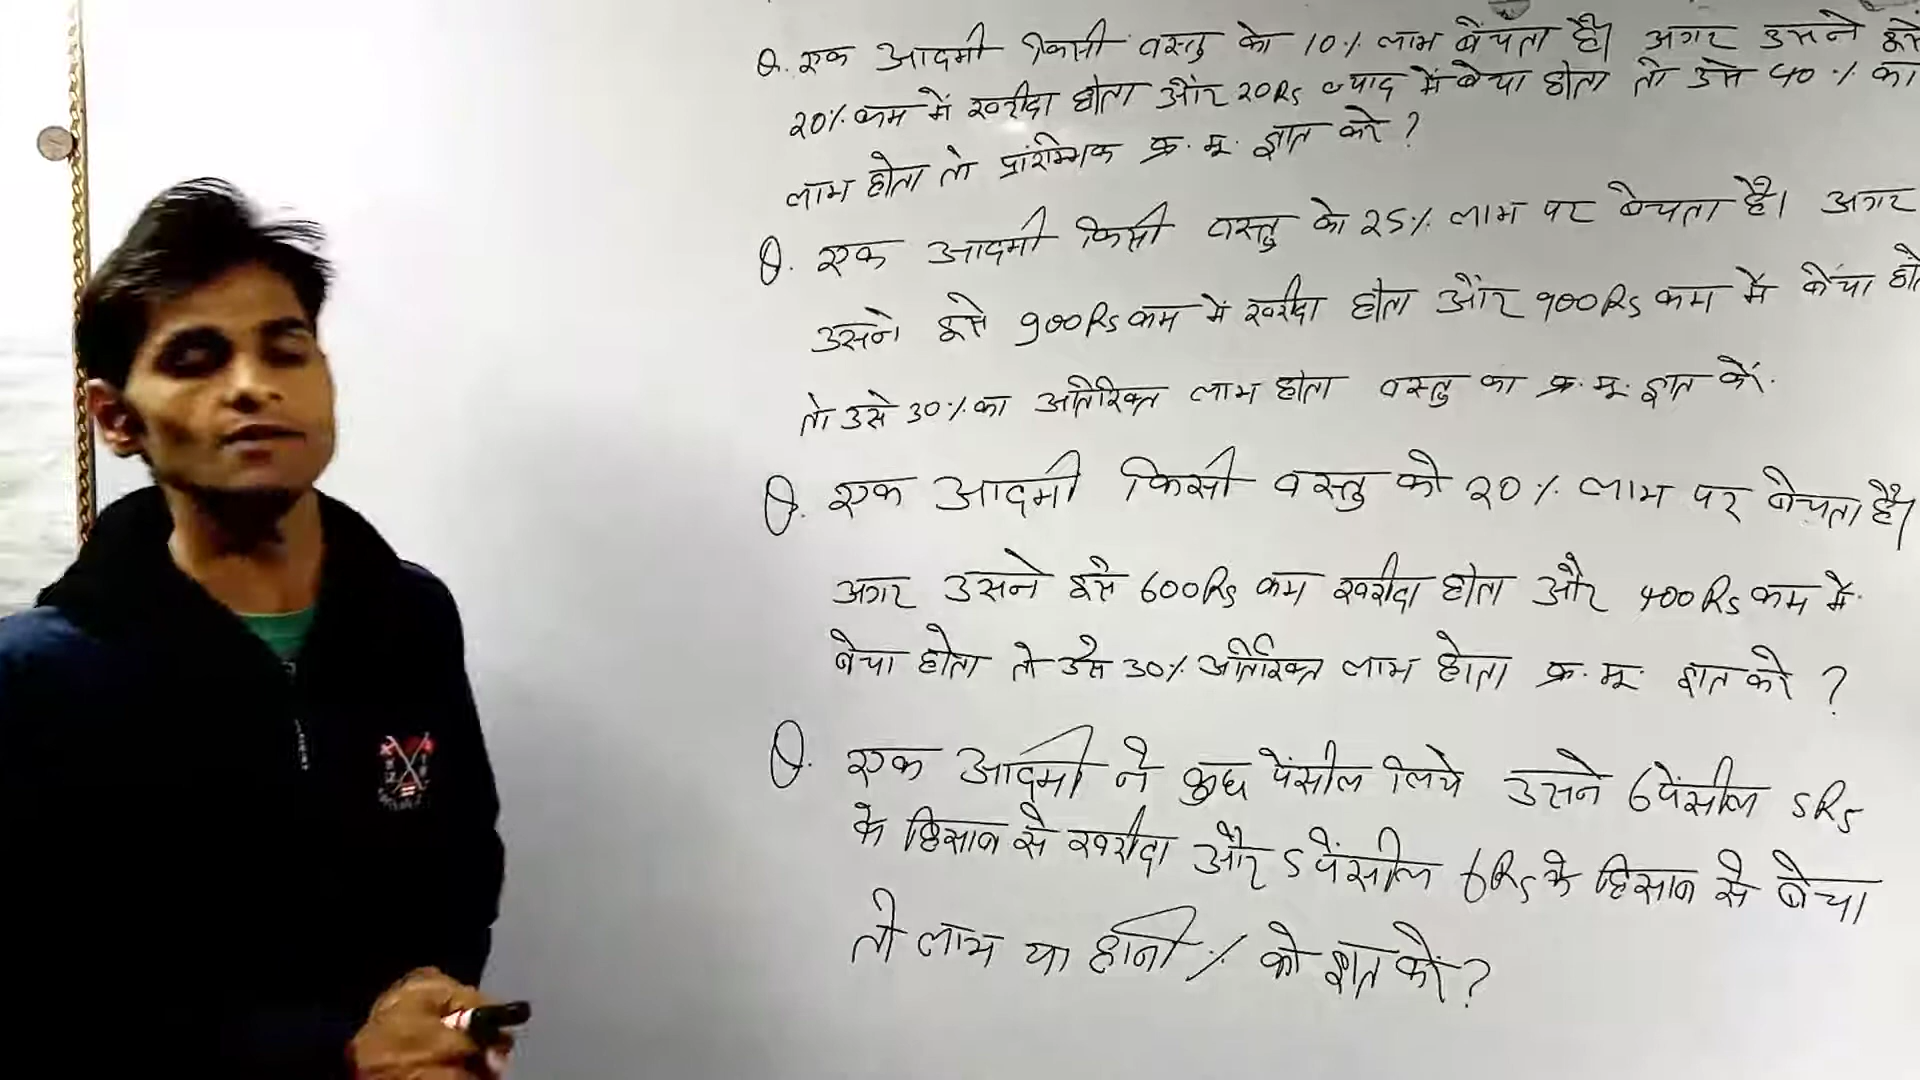 Q. एक आदमी किसी वस्तु को 10% लाभ बेंचता है। अगर उसने इसे
20% कम में खरीदा होता और 20Rs ज्याद में बेचा होता तो उसे 40% का
लाभ होता तो प्रारम्भिक क्र. मू. ज्ञात करे ?
Q. एक आदमी किसी वस्तु को 25% लाभ पर बेचता है। अगर
उसने इसे 900Rs कम में खरीदा होता और 900Rs कम में बेंचा
तो उसे 30% का अतिरिक्त लाभ होता वस्तु का क्र. मू. ज्ञात करें.
Q. एक आदमी किसी वस्तु को 20% लाभ पर बेचता है।
अगर उसने इसे 600Rs कम खरीदा होता और 400Rs कम में
बेचा होता तो उसे 30% अतिरिक्त लाभ होता क्र. मू. ज्ञात करे ?
Q. एक आदमी ने कुछ पेंसील लिये उसने 6 पेंसील 5Rs
के हिसाब से खरीदा और 5 पेंसील 6Rs के हिसाब से बेचा
तो लाभ या हानी % को ज्ञात करें ?